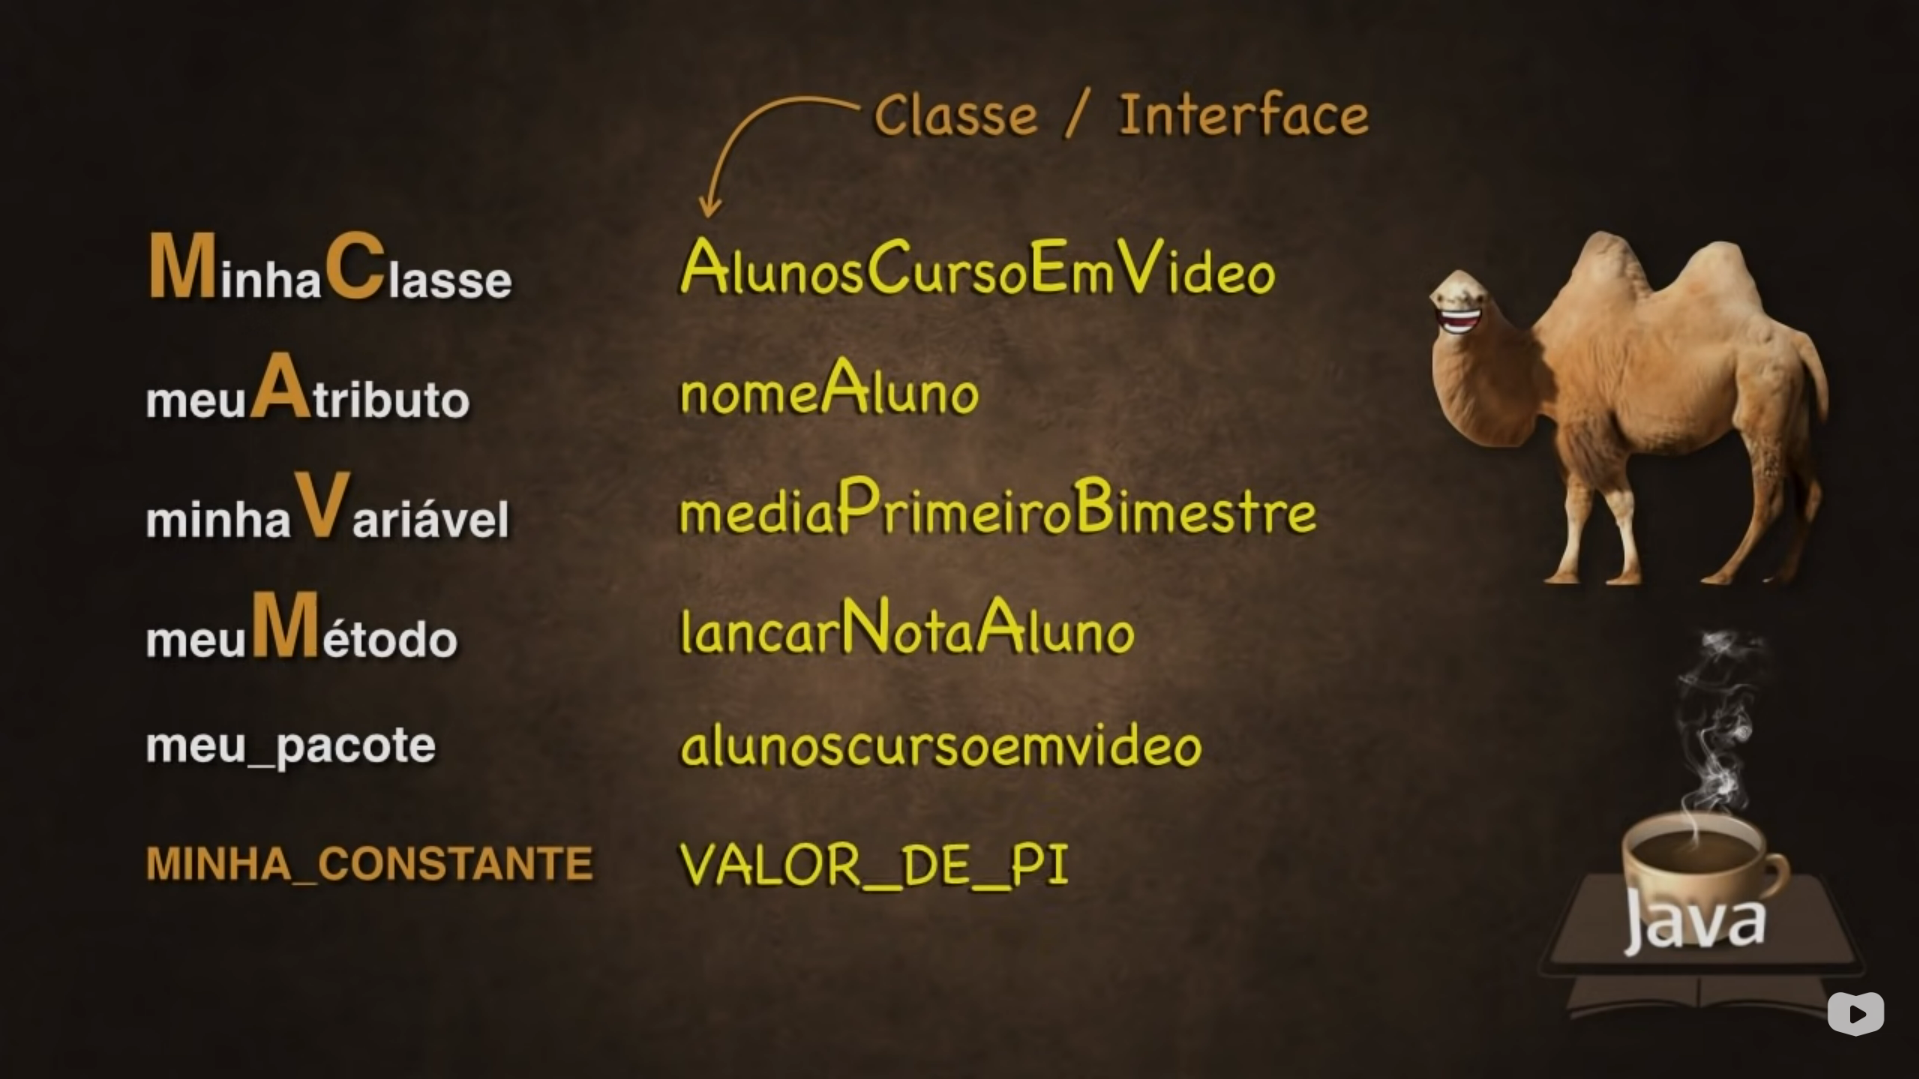 Classe / Interface
MinhaClasse AlunosCursoEmVideo
meuAtributo nomeAluno
minhaVariável mediaPrimeiroBimestre
meuMétodo lancarNotaAluno
meu_pacote alunoscursoemvideo
MINHA_CONSTANTE VALOR_DE_PI
Java